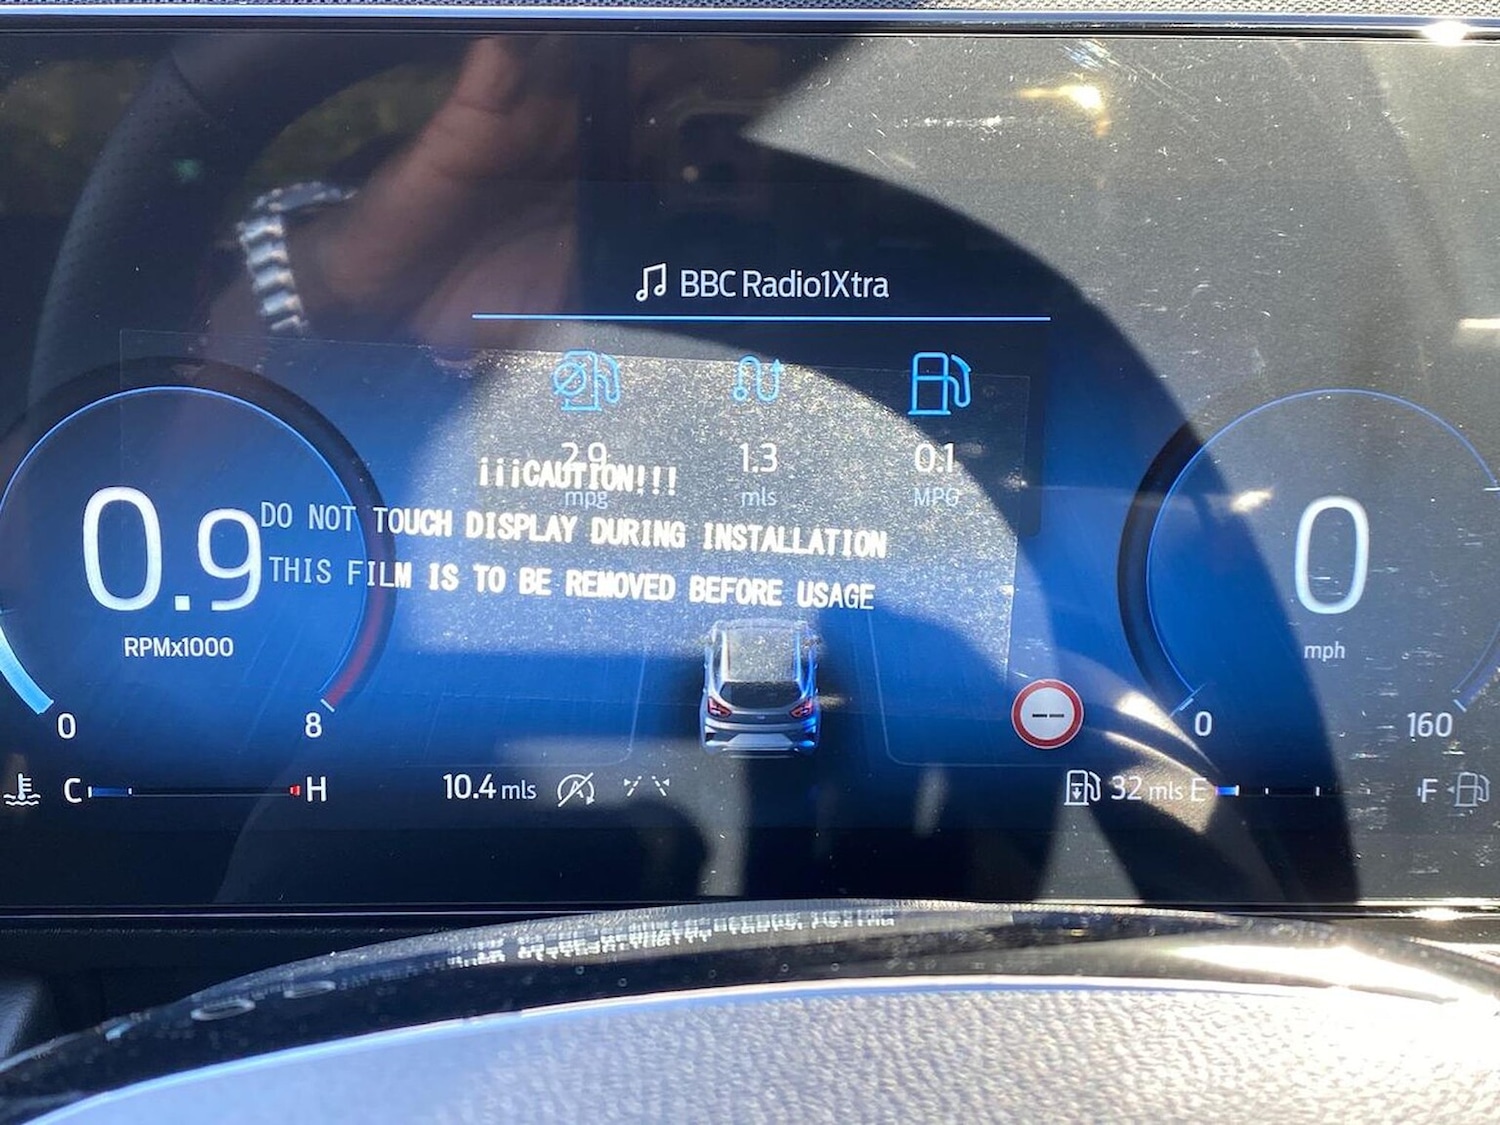 BBC Radio1Xtra
2.9 1.3 0.1
mpg mls MPG
¡¡¡CAUTION!!!
DO NOT TOUCH DISPLAY DURING INSTALLATION
THIS FILM IS TO BE REMOVED BEFORE USAGE
0.9
RPMx1000
0 8
0
mph
0 160
C H
10.4 mls
32 mls E F